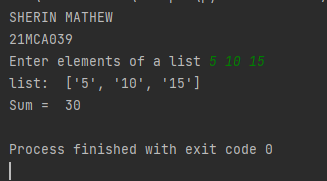 SHERIN MATHEW
21MCA039
Enter elements of a list 5 10 15
list:  ['5', '10', '15']
Sum =  30
Process finished with exit code 0